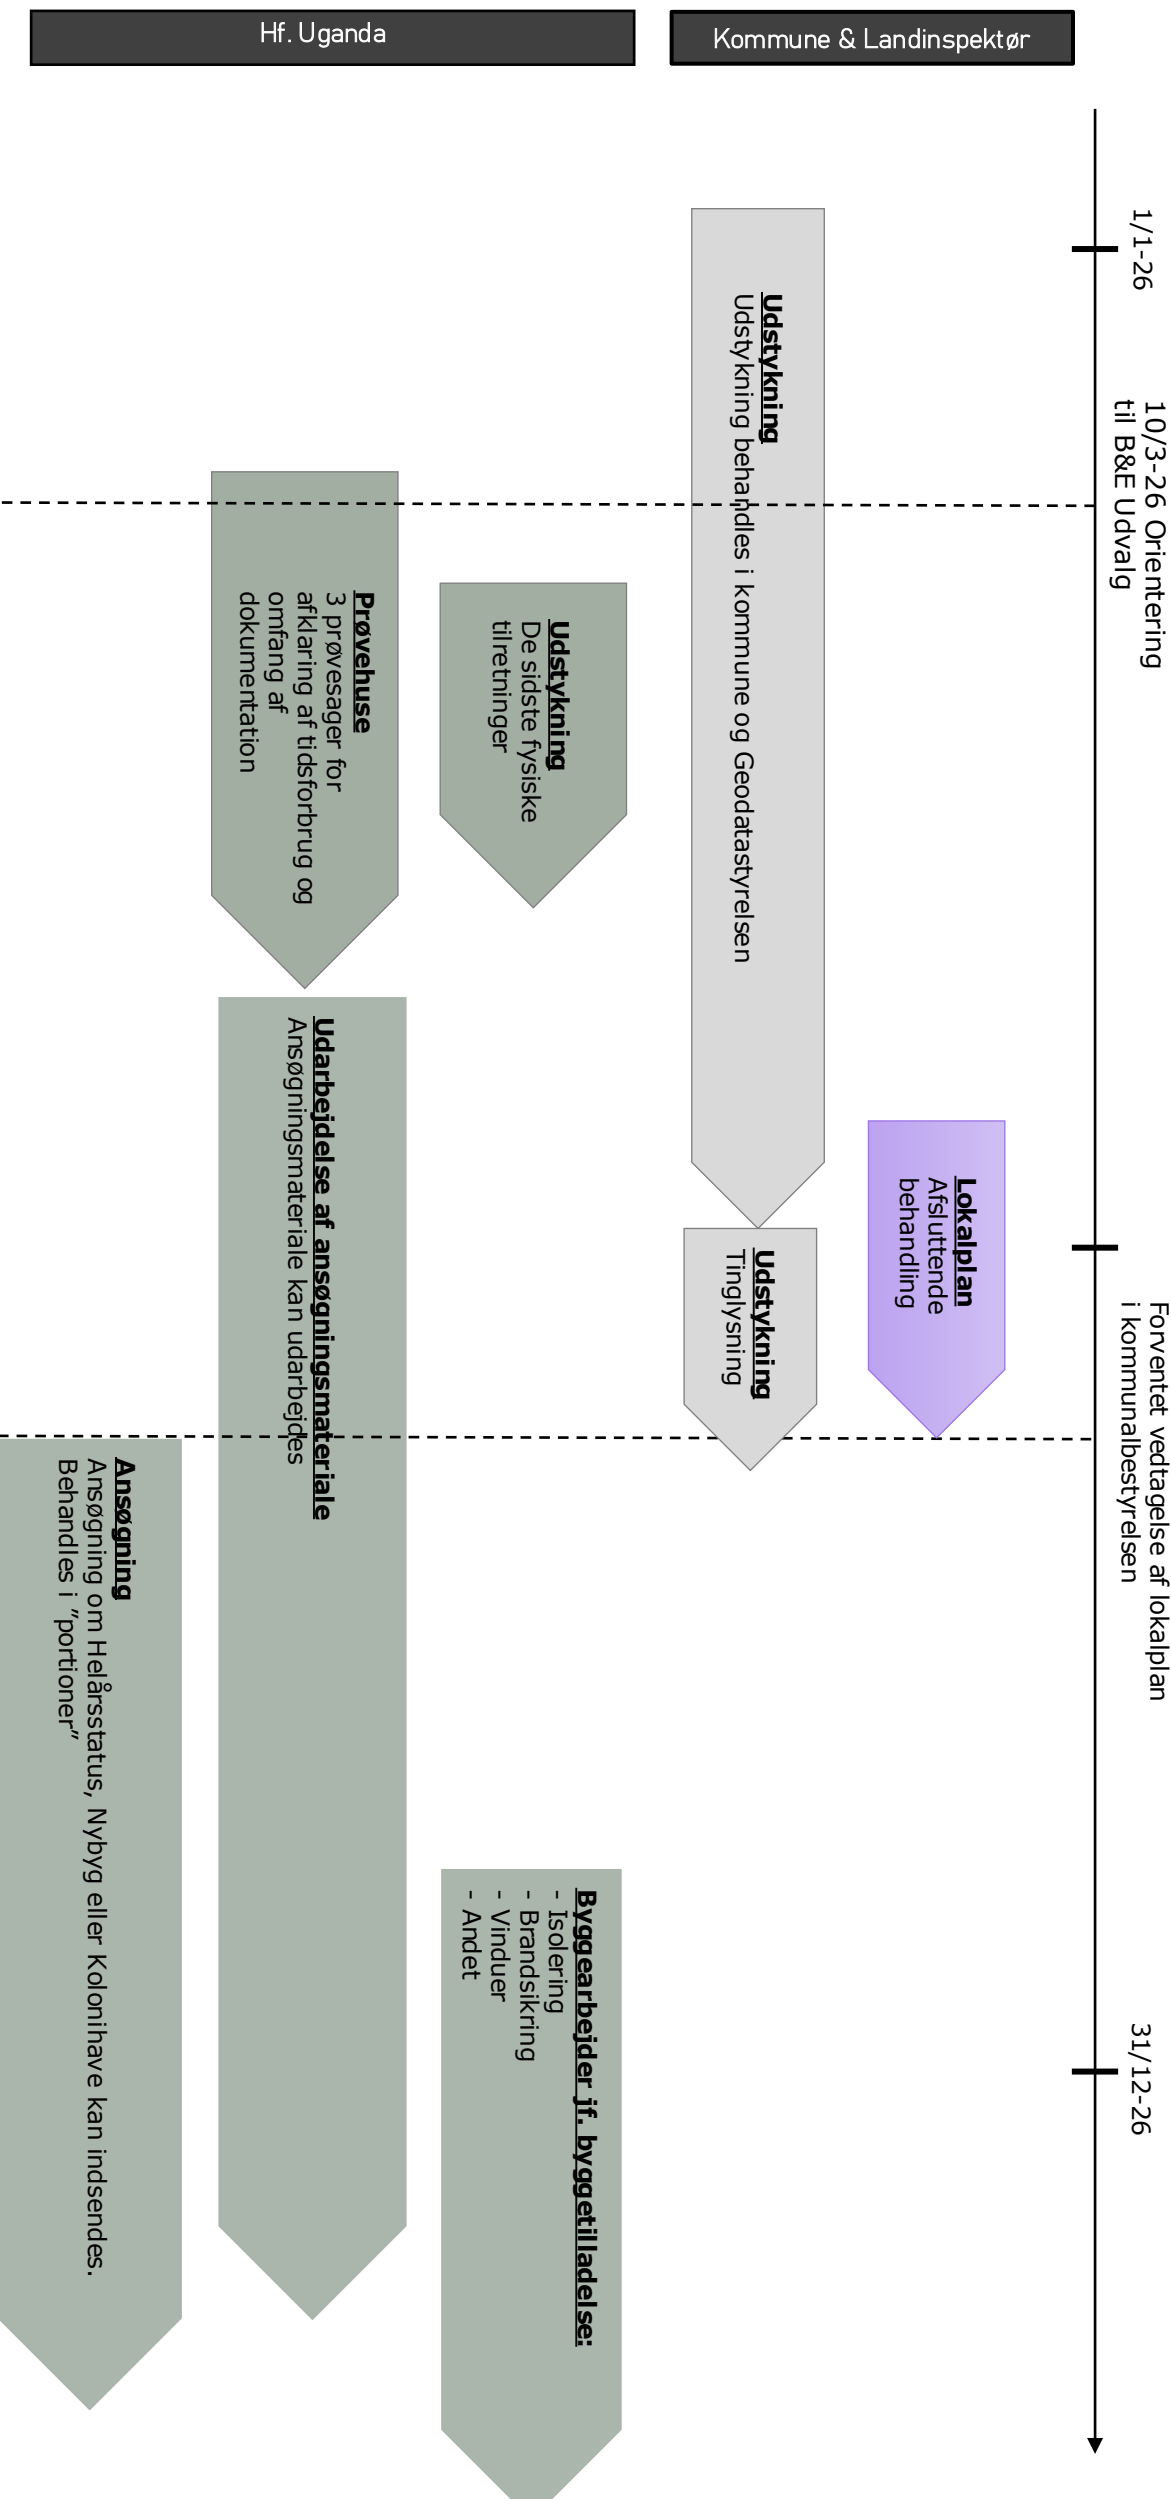 Hf. Uganda
Kommune & Landinspektør
1/1-26
10/3-26 Orientering
til B&E Udvalg
Forventet vedtagelse af lokalplan
i kommunalbestyrelsen
31/12-26
Lokalplan
Afsluttende
behandling
Udstykning
Udstykning behandles i kommune og Geodatastyrelsen
Udstykning
Tinglysning
Udstykning
De sidste fysiske
tilretninger
Byggearbejder jf. byggetilladelse:
- Isolering
- Brandsikring
- Vinduer
- Andet
Prøvehuse
3 prøvesager for
afklaring af tidsforbrug og
omfang af
dokumentation
Udarbejdelse af ansøgningsmateriale
Ansøgningsmateriale kan udarbejdes
Ansøgning
Ansøgning om Helårsstatus, Nybyg eller Kolonihave kan indsendes.
Behandles i ”portioner”